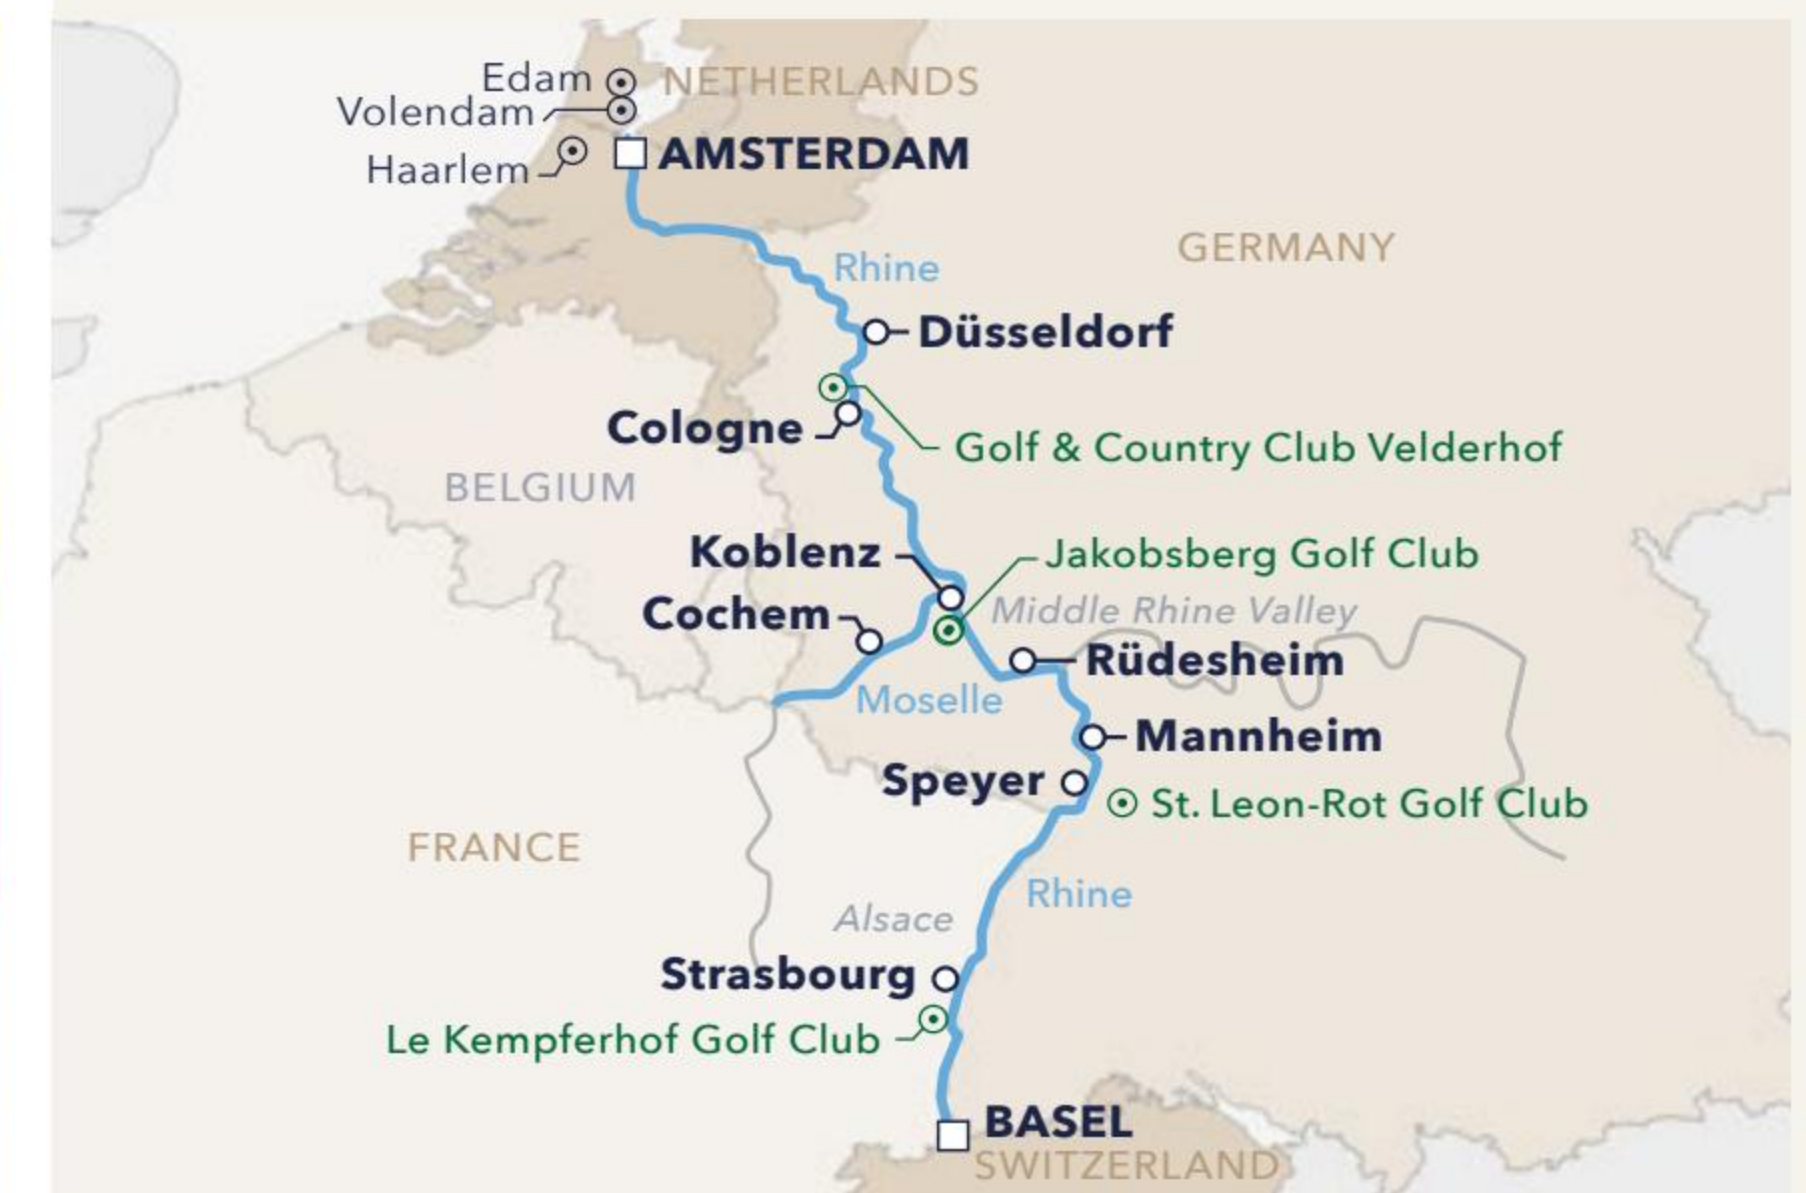 Edam
NETHERLANDS
Volendam
Haarlem
AMSTERDAM
Rhine
GERMANY
Düsseldorf
Cologne
Golf & Country Club Velderhof
BELGIUM
Koblenz
Jakobsberg Golf Club
Cochem
Middle Rhine Valley
Rüdesheim
Moselle
Mannheim
Speyer
St. Leon-Rot Golf Club
FRANCE
Rhine
Alsace
Strasbourg
Le Kempferhof Golf Club
BASEL
SWITZERLAND